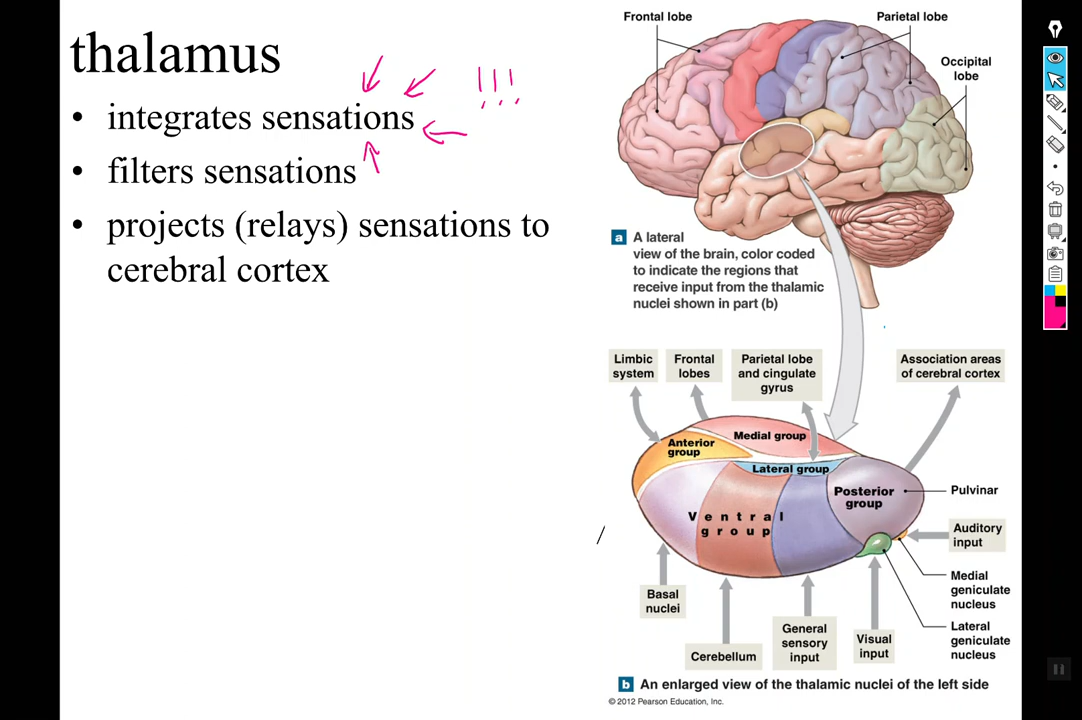 thalamus
• integrates sensations !!!
• filters sensations
• projects (relays) sensations to
cerebral cortex
Frontal lobe
Parietal lobe
Occipital
lobe
a A lateral
view of the brain, color coded
to indicate the regions that
receive input from the thalamic
nuclei shown in part (b)
Limbic
system
Frontal
lobes
Parietal lobe
and cingulate
gyrus
Association areas
of cerebral cortex
Anterior
group
Medial group
Lateral group
Posterior
group
Ventral
group
Pulvinar
Auditory
input
Medial
geniculate
nucleus
Lateral
geniculate
nucleus
Basal
nuclei
Cerebellum
General
sensory
input
Visual
input
b An enlarged view of the thalamic nuclei of the left side
© 2012 Pearson Education, Inc.